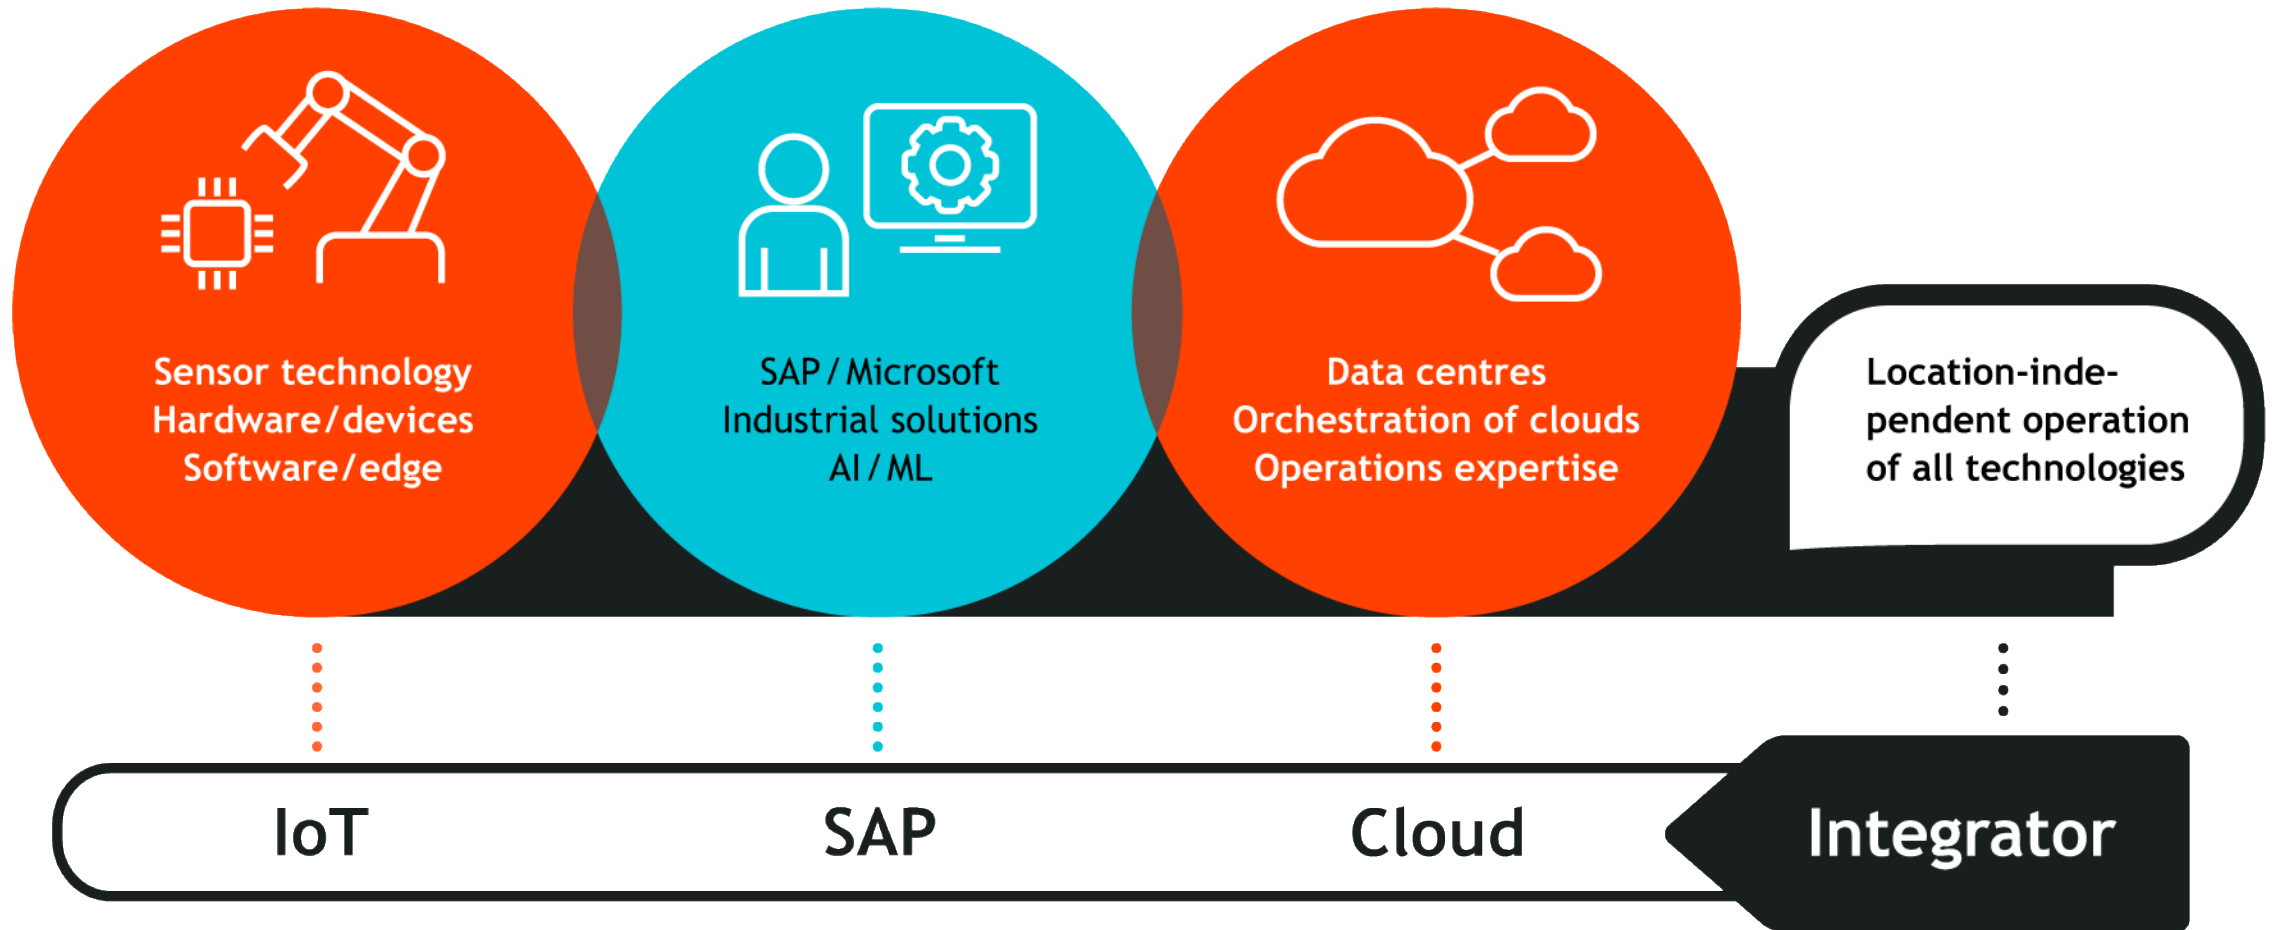 Sensor technology
Hardware/devices
Software/edge
SAP/Microsoft
Industrial solutions
AI/ML
Data centres
Orchestration of clouds
Operations expertise
Location-inde-
pendent operation
of all technologies
IoT
SAP
Cloud
Integrator